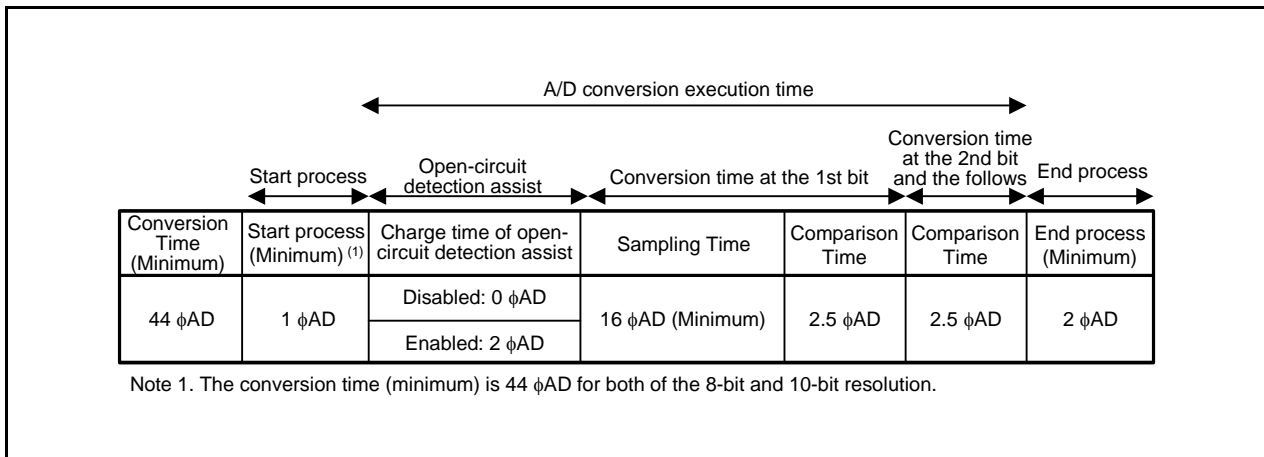 A/D conversion execution time
Start process
Open-circuit
detection assist
Conversion time at the 1st bit
Conversion time
at the 2nd bit
and the follows
End process
Conversion
Time
(Minimum)
Start process
(Minimum) (1)
Charge time of open-
circuit detection assist
Sampling Time
Comparison
Time
Comparison
Time
End process
(Minimum)
44 ϕAD
1 ϕAD
Disabled: 0 ϕAD
Enabled: 2 ϕAD
16 ϕAD (Minimum)
2.5 ϕAD
2.5 ϕAD
2 ϕAD
Note 1. The conversion time (minimum) is 44 ϕAD for both of the 8-bit and 10-bit resolution.